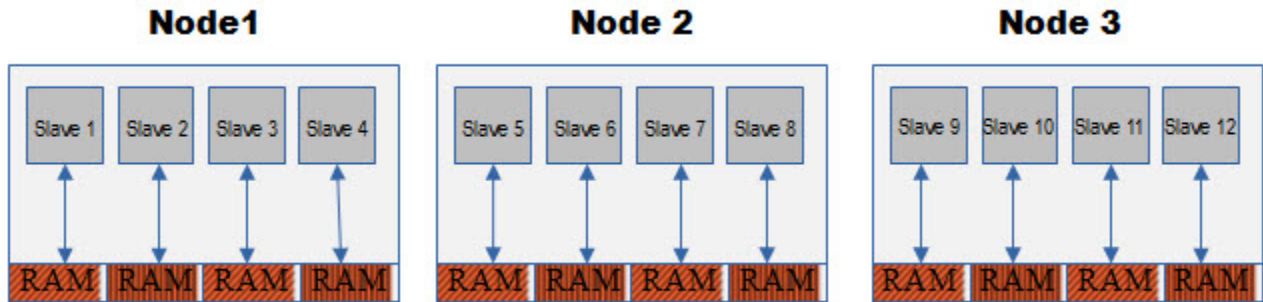 Node1 Node 2 Node 3
Slave 1 Slave 2 Slave 3 Slave 4 Slave 5 Slave 6 Slave 7 Slave 8 Slave 9 Slave 10 Slave 11 Slave 12
RAM RAM RAM RAM RAM RAM RAM RAM RAM RAM RAM RAM